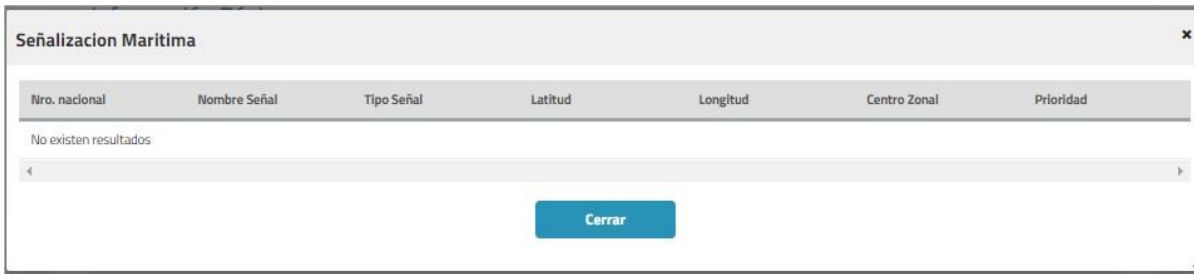 Señalizacion Maritima
Nro. nacional Nombre Señal Tipo Señal Latitud Longitud Centro Zonal Prioridad
No existen resultados
Cerrar